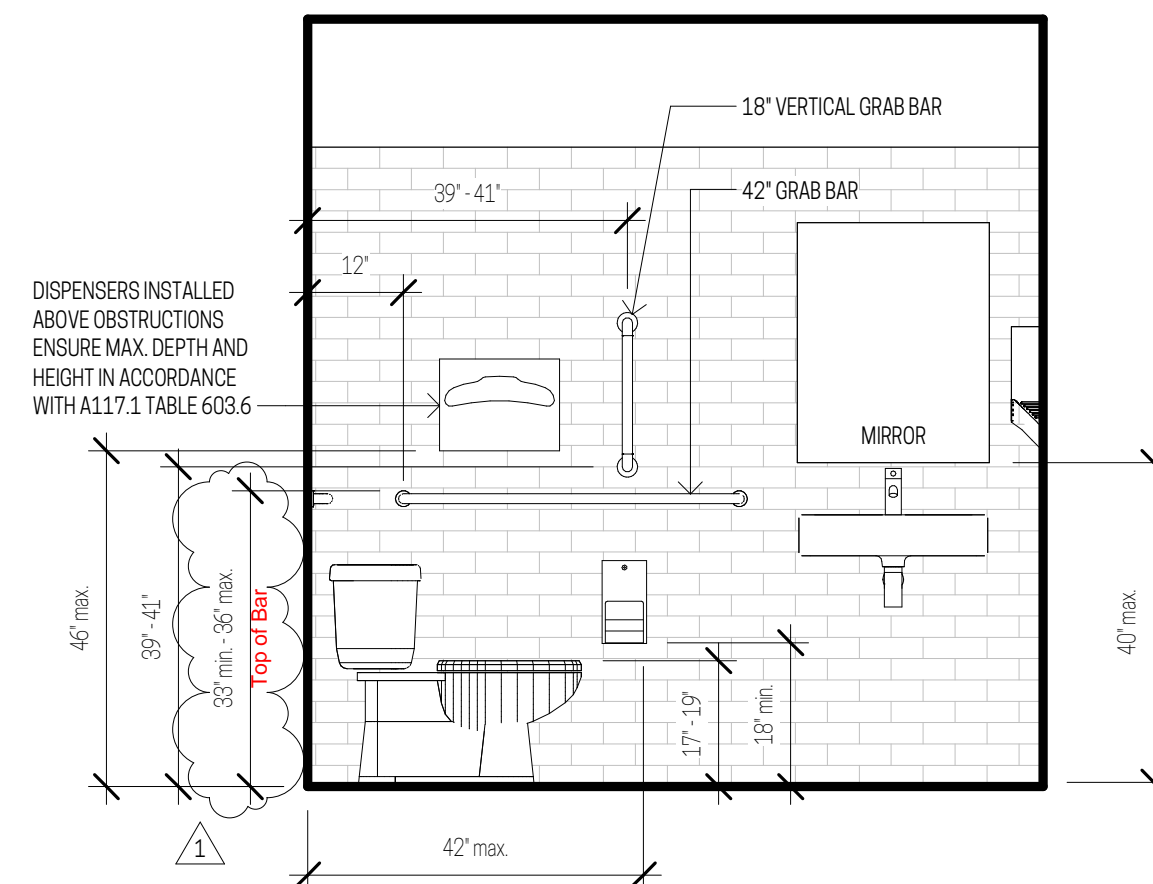 18" VERTICAL GRAB BAR
42" GRAB BAR
39" - 41"
12"
DISPENSERS INSTALLED
ABOVE OBSTRUCTIONS
ENSURE MAX. DEPTH AND
HEIGHT IN ACCORDANCE
WITH A117.1 TABLE 603.6
MIRROR
46" max.
39" - 41"
33" min. - 36" max.
Top of Bar
17" - 19"
18" min.
40" max.
1
42" max.